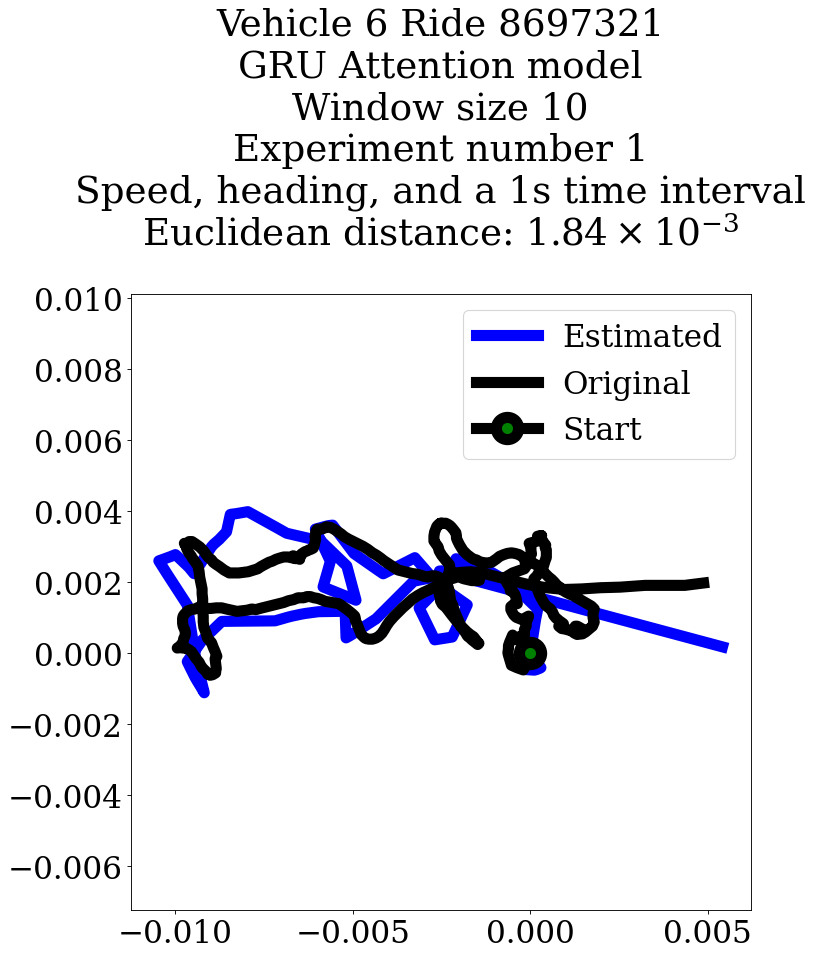 Vehicle 6 Ride 8697321
GRU Attention model
Window size 10
Experiment number 1
Speed, heading, and a 1s time interval
Euclidean distance: 1.84 × 10⁻³
0.010
0.008
0.006
0.004
0.002
0.000
−0.002
−0.004
−0.006
Estimated
Original
Start
−0.010
−0.005
0.000
0.005